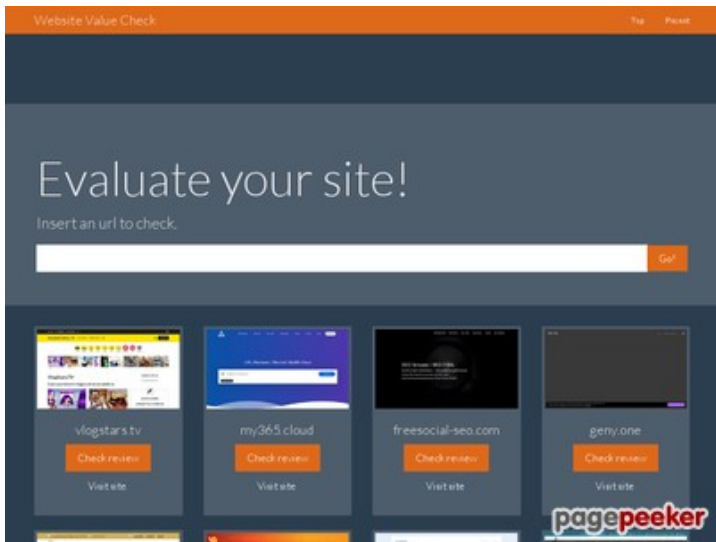 Website Value Check
Top Recent
Evaluate your site!
Insert an url to check.
Go!
vlogstars.tv my365.cloud freesocial-seo.com geny.one
Check review Check review Check review Check review
Visit site Visit site Visit site Visit site
pagepeeker